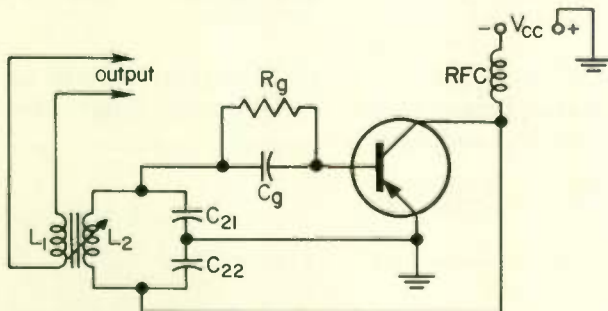 − V_CC +
output
RFC
R_g
C_g
C_21
L_1
L_2
C_22